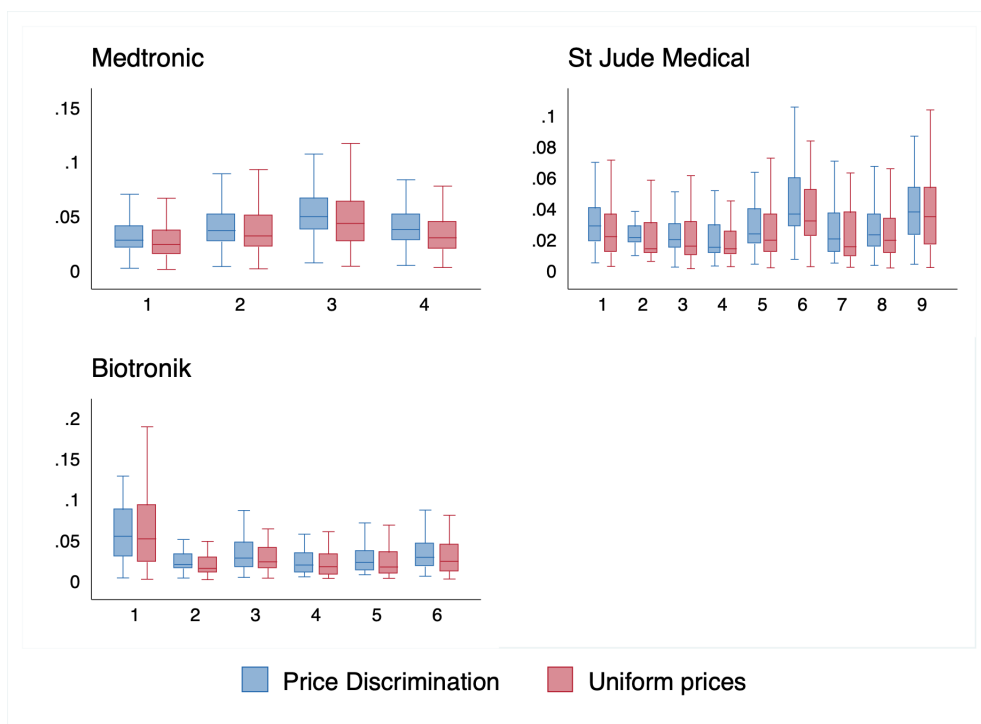 Medtronic
.15
.1
.05
0
1 2 3 4
St Jude Medical
.1
.08
.06
.04
.02
0
1 2 3 4 5 6 7 8 9
Biotronik
.2
.15
.1
.05
0
1 2 3 4 5 6
Price Discrimination Uniform prices